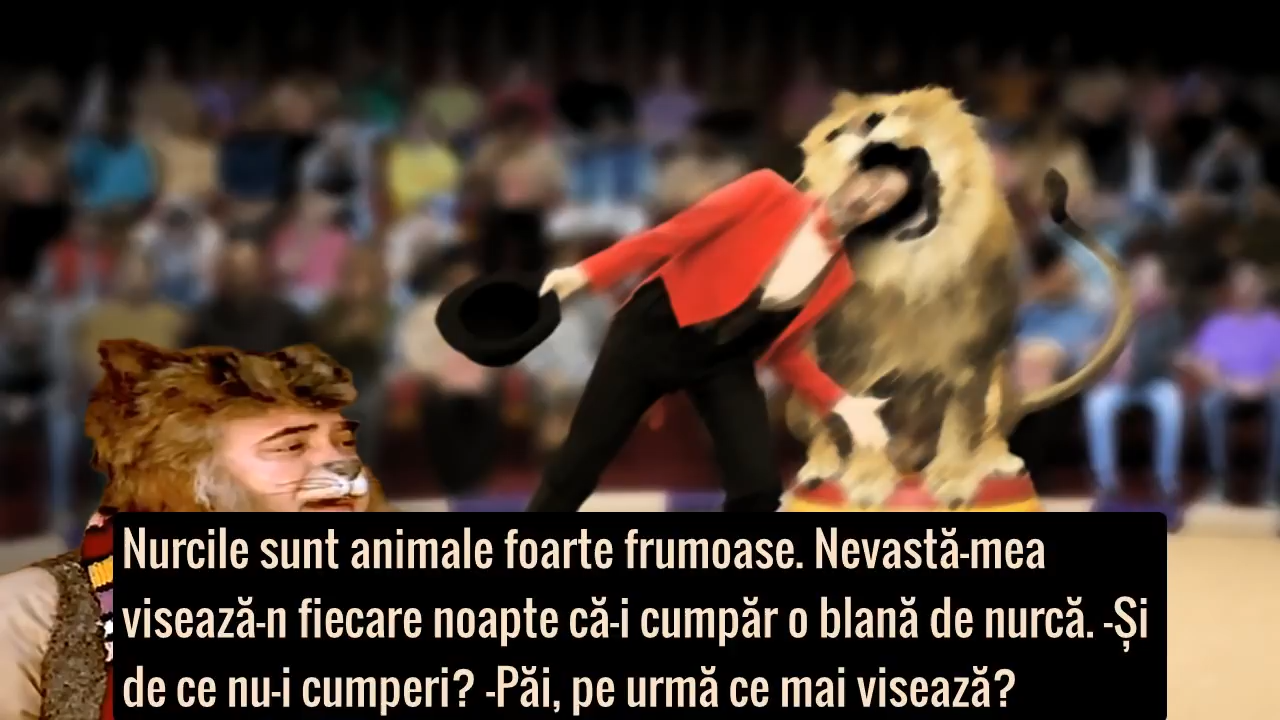 Nurcile sunt animale foarte frumoase. Nevastă-mea
visează-n fiecare noapte că-i cumpăr o blană de nurcă. -Și
de ce nu-i cumperi? -Păi, pe urmă ce mai visează?